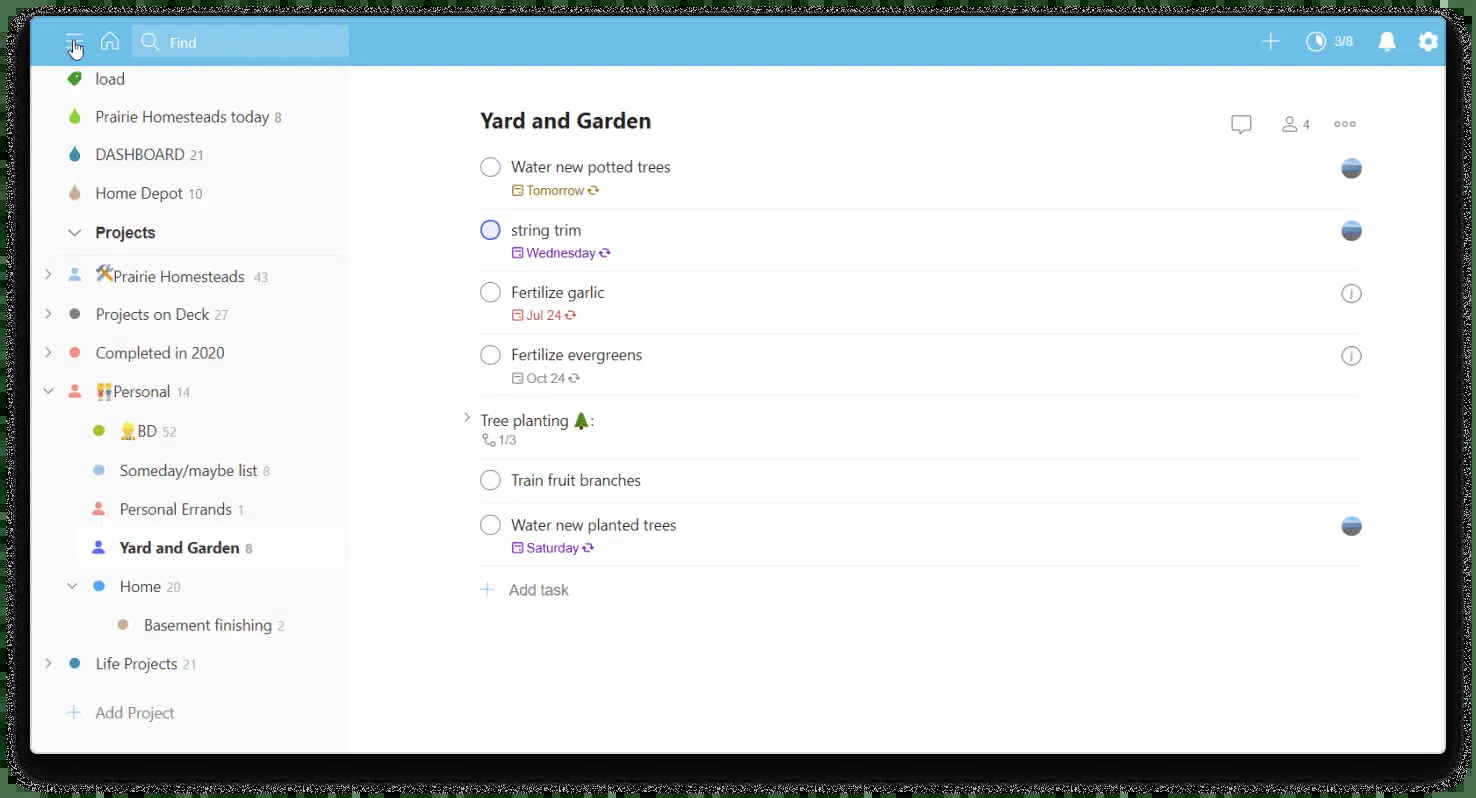 Find
3/8
load
Prairie Homesteads today 8
DASHBOARD 21
Home Depot 10
Projects
Prairie Homesteads 43
Projects on Deck 27
Completed in 2020
Personal 14
BD 52
Someday/maybe list 8
Personal Errands 1
Yard and Garden 8
Home 20
Basement finishing 2
Life Projects 21
Add Project
Yard and Garden
4
Water new potted trees
Tomorrow
string trim
Wednesday
Fertilize garlic
j
Jul 24
Fertilize evergreens
j
Oct 24
Tree planting 🌲:
1/3
Train fruit branches
Water new planted trees
Saturday
Add task